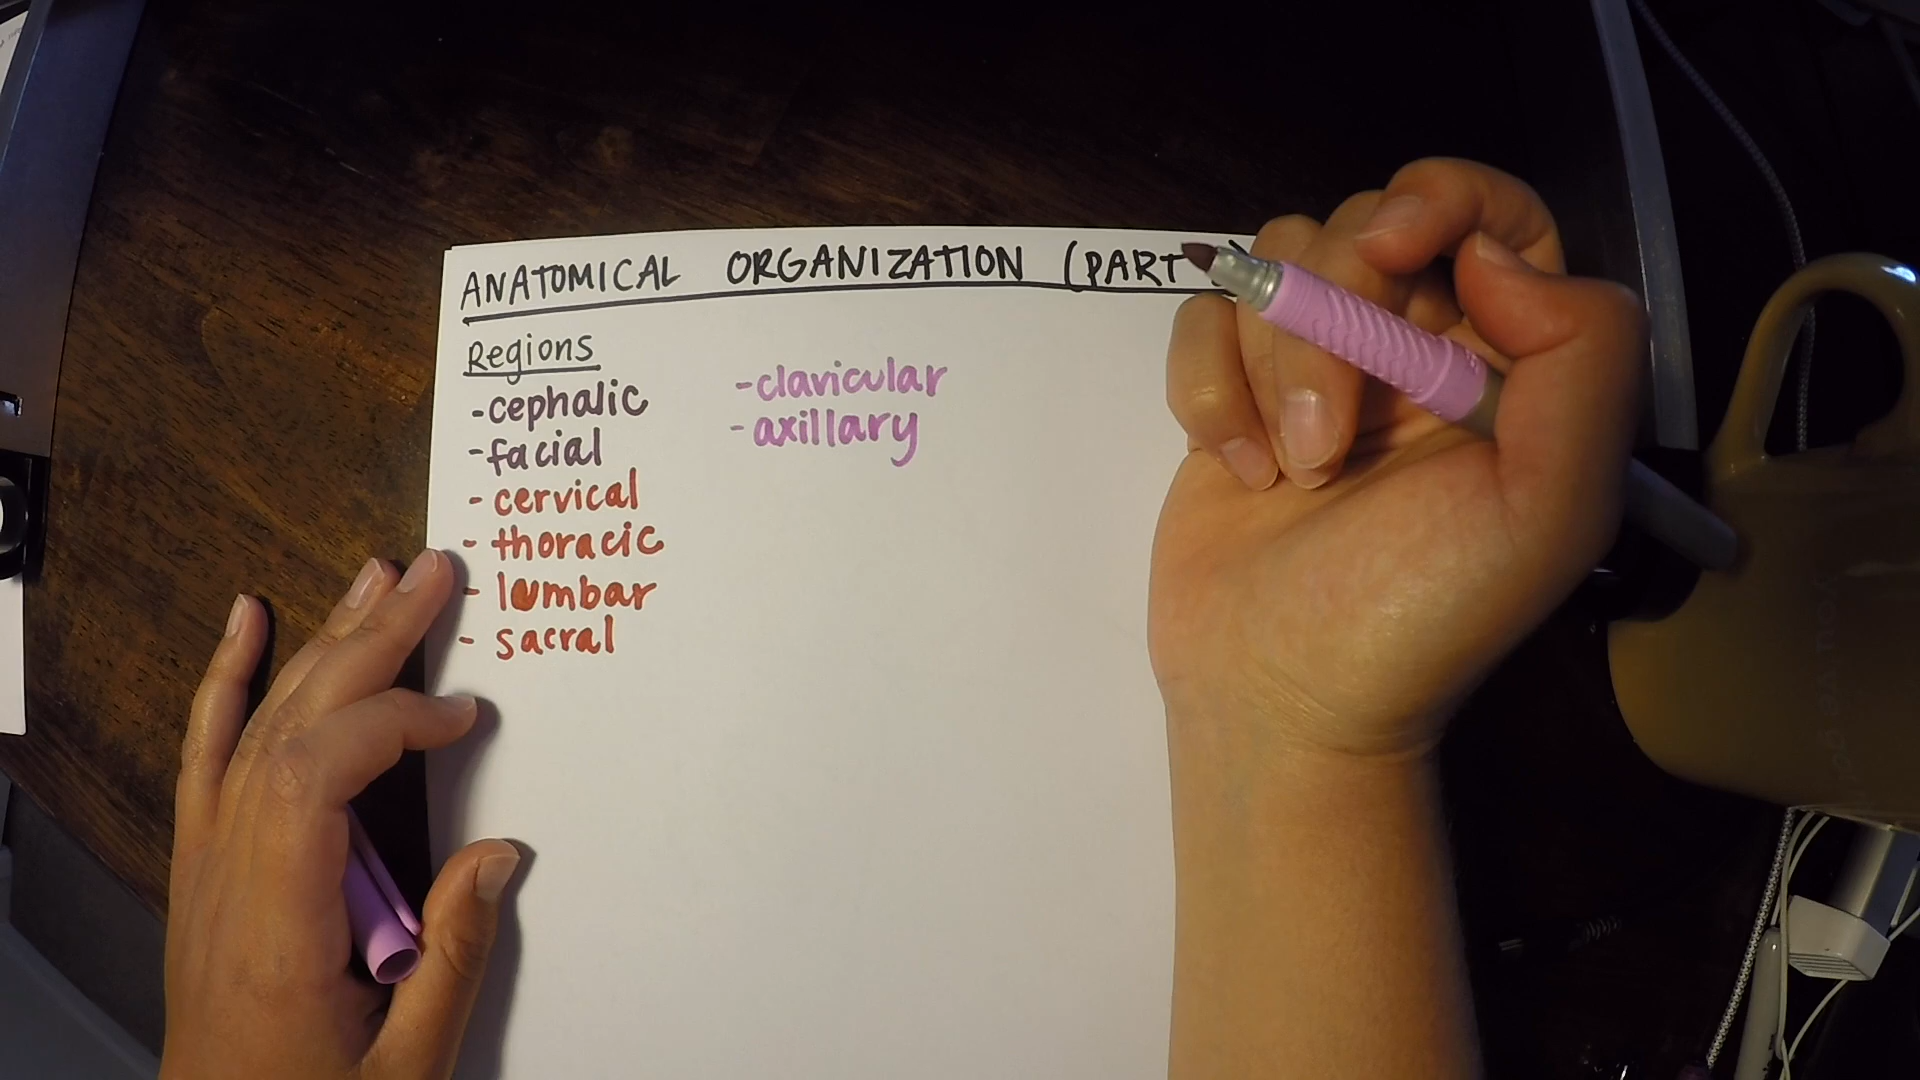 ANATOMICAL ORGANIZATION (PART )
Regions
-cephalic
-facial
- cervical
- thoracic
- lumbar
- sacral
-clavicular
-axillary